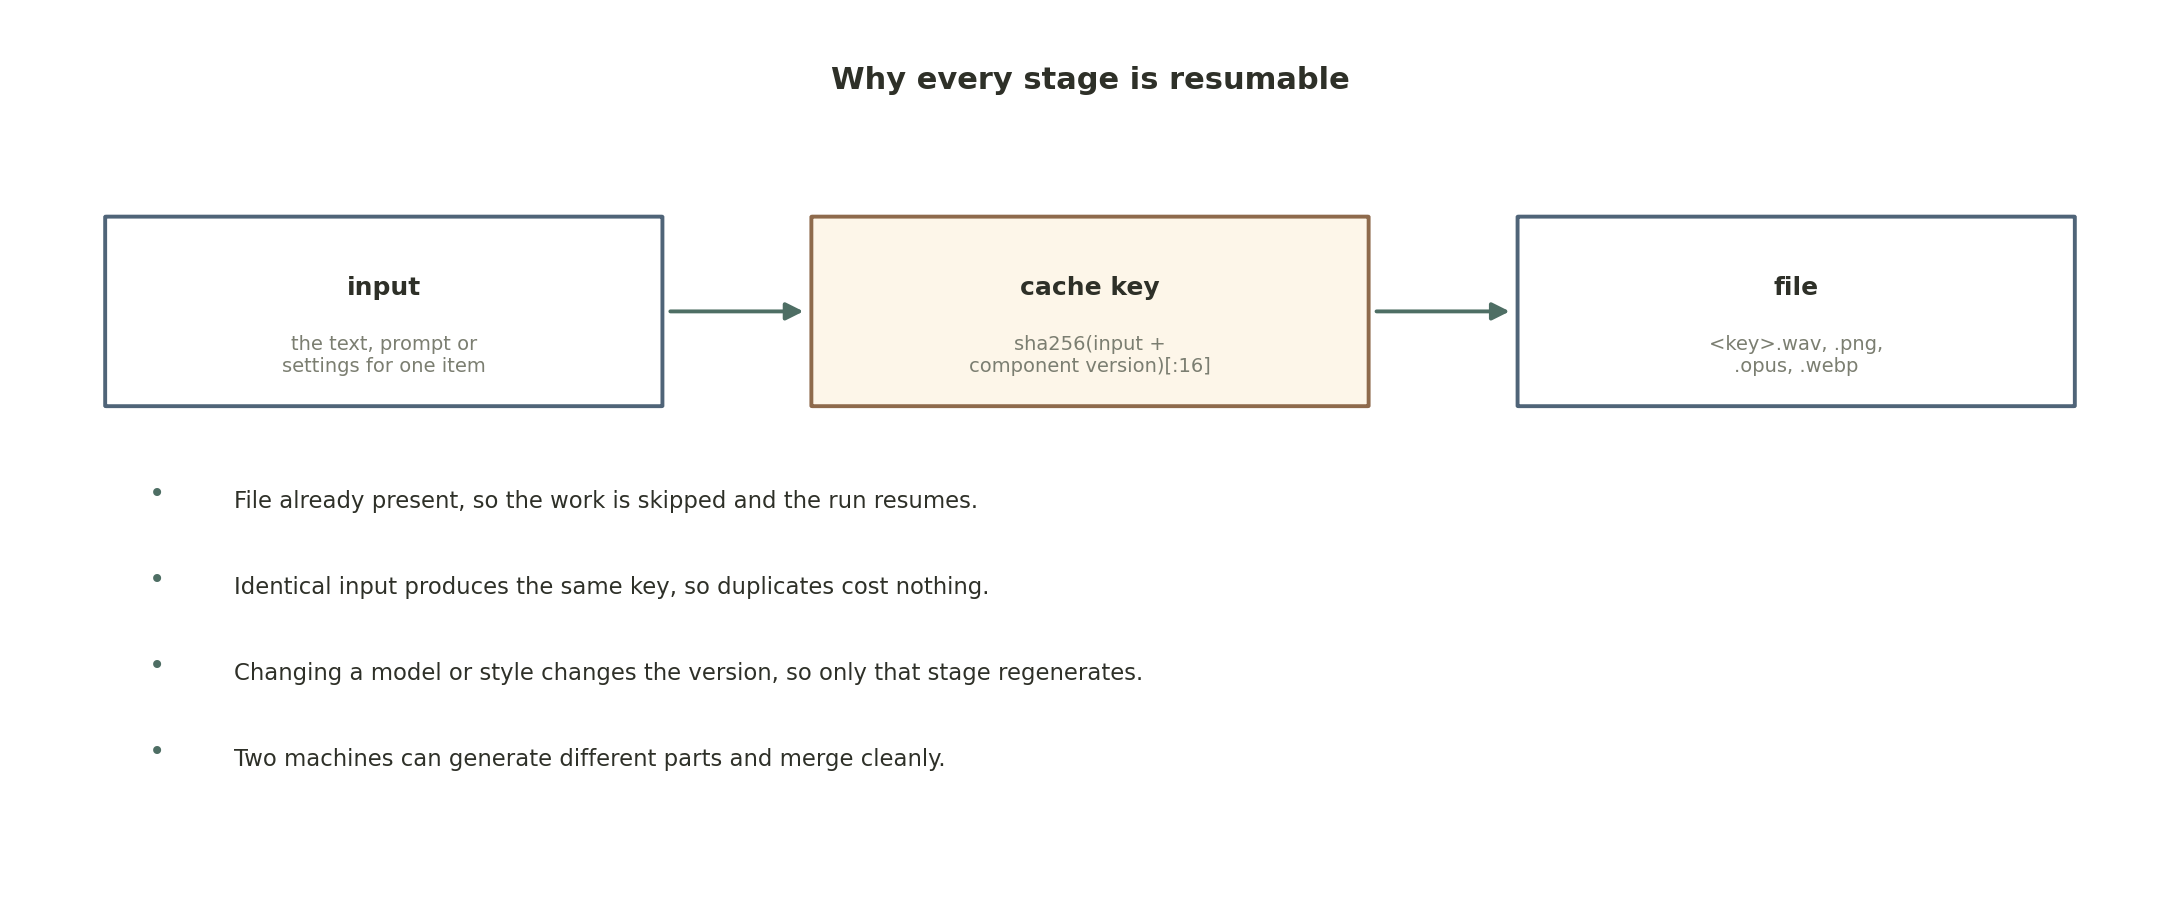 Why every stage is resumable
input
the text, prompt or
settings for one item
cache key
sha256(input +
component version)[:16]
file
<key>.wav, .png,
.opus, .webp
• File already present, so the work is skipped and the run resumes.
• Identical input produces the same key, so duplicates cost nothing.
• Changing a model or style changes the version, so only that stage regenerates.
• Two machines can generate different parts and merge cleanly.